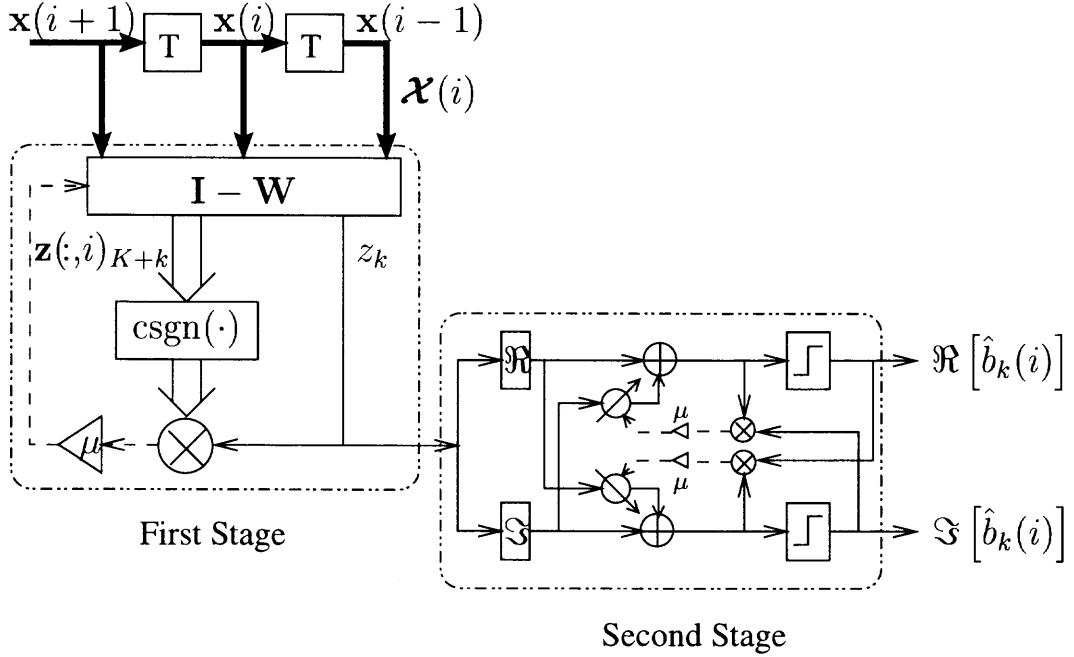 x(i + 1) x(i) x(i − 1)
T T
𝓧(i)
I − W
z(:,i)_{K+k} z_k
csgn(·)
ℜ ℜ [b̂_k(i)]
μ
μ
μ
ℑ ℑ [b̂_k(i)]
First Stage
Second Stage